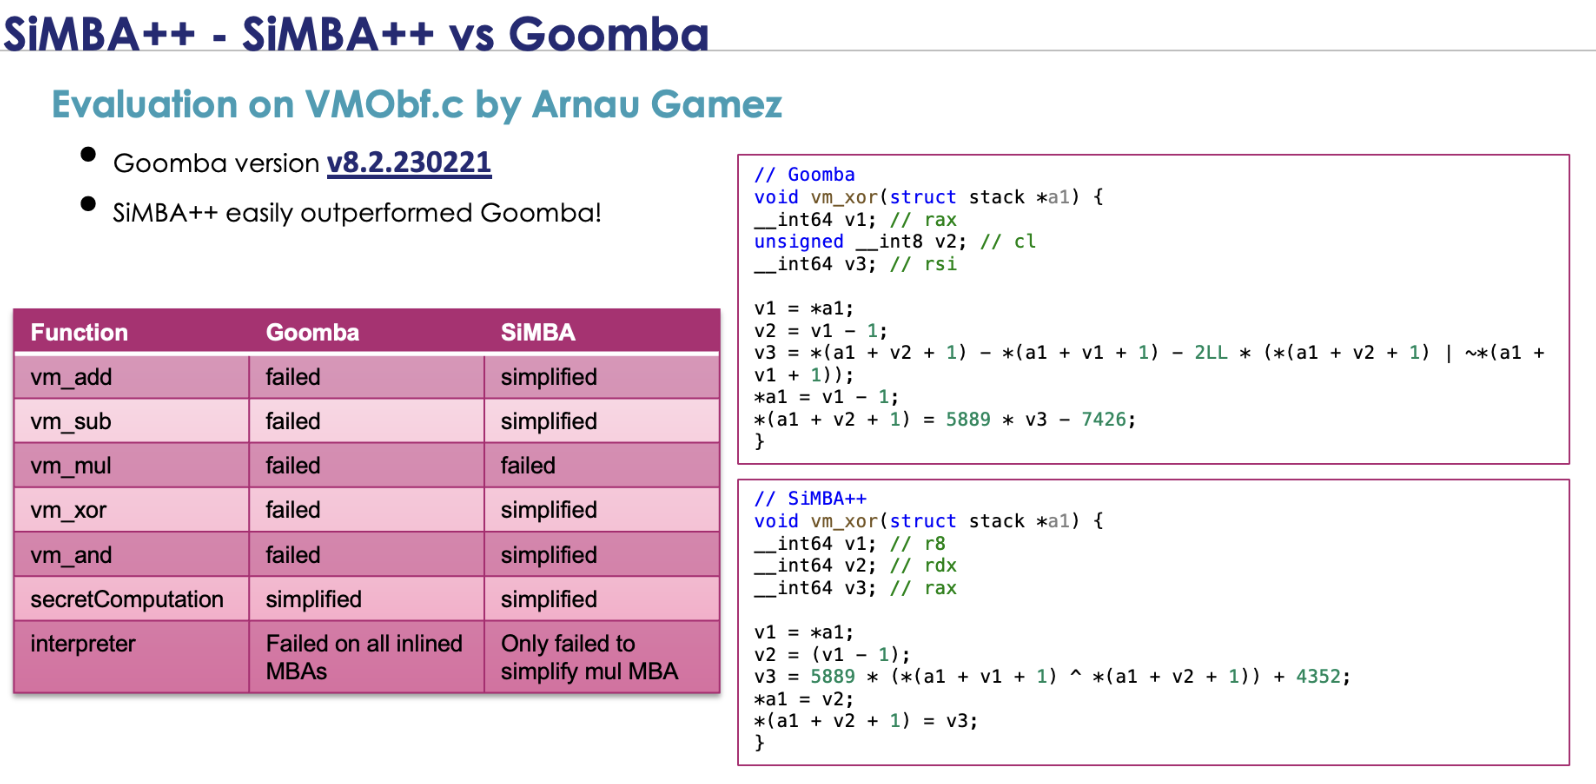 SiMBA++ - SiMBA++ vs Goomba
Evaluation on VMObf.c by Arnau Gamez
• Goomba version v8.2.230221
• SiMBA++ easily outperformed Goomba!
Function Goomba SiMBA
vm_add failed simplified
vm_sub failed simplified
vm_mul failed failed
vm_xor failed simplified
vm_and failed simplified
secretComputation simplified simplified
interpreter Failed on all inlined MBAs Only failed to simplify mul MBA
// Goomba
void vm_xor(struct stack *a1) {
__int64 v1; // rax
unsigned __int8 v2; // cl
__int64 v3; // rsi
v1 = *a1;
v2 = v1 - 1;
v3 = *(a1 + v2 + 1) - *(a1 + v1 + 1) - 2LL * (*(a1 + v2 + 1) | ~*(a1 +
v1 + 1));
*a1 = v1 - 1;
*(a1 + v2 + 1) = 5889 * v3 - 7426;
}
// SiMBA++
void vm_xor(struct stack *a1) {
__int64 v1; // r8
__int64 v2; // rdx
__int64 v3; // rax
v1 = *a1;
v2 = (v1 - 1);
v3 = 5889 * (*(a1 + v1 + 1) ^ *(a1 + v2 + 1)) + 4352;
*a1 = v2;
*(a1 + v2 + 1) = v3;
}